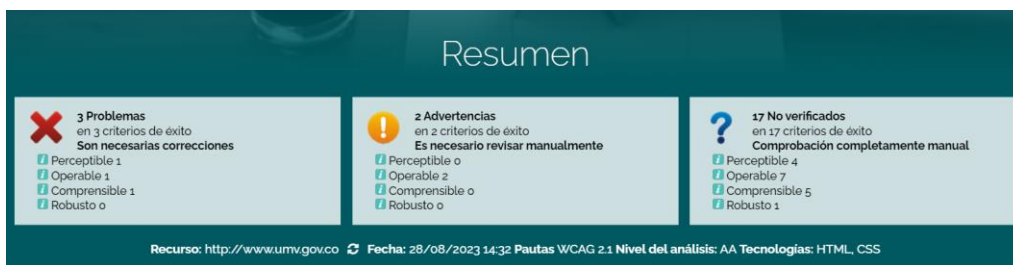 Resumen
3 Problemas
en 3 criterios de éxito
Son necesarias correcciones
Perceptible 1
Operable 1
Comprensible 1
Robusto 0
2 Advertencias
en 2 criterios de éxito
Es necesario revisar manualmente
Perceptible 0
Operable 2
Comprensible 0
Robusto 0
17 No verificados
en 17 criterios de éxito
Comprobación completamente manual
Perceptible 4
Operable 7
Comprensible 5
Robusto 1
Recurso: http://www.umv.gov.co Fecha: 28/08/2023 14:32 Pautas WCAG 2.1 Nivel del análisis: AA Tecnologías: HTML, CSS